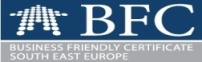 BFC
BUSINESS FRIENDLY CERTIFICATE
SOUTH EAST EUROPE